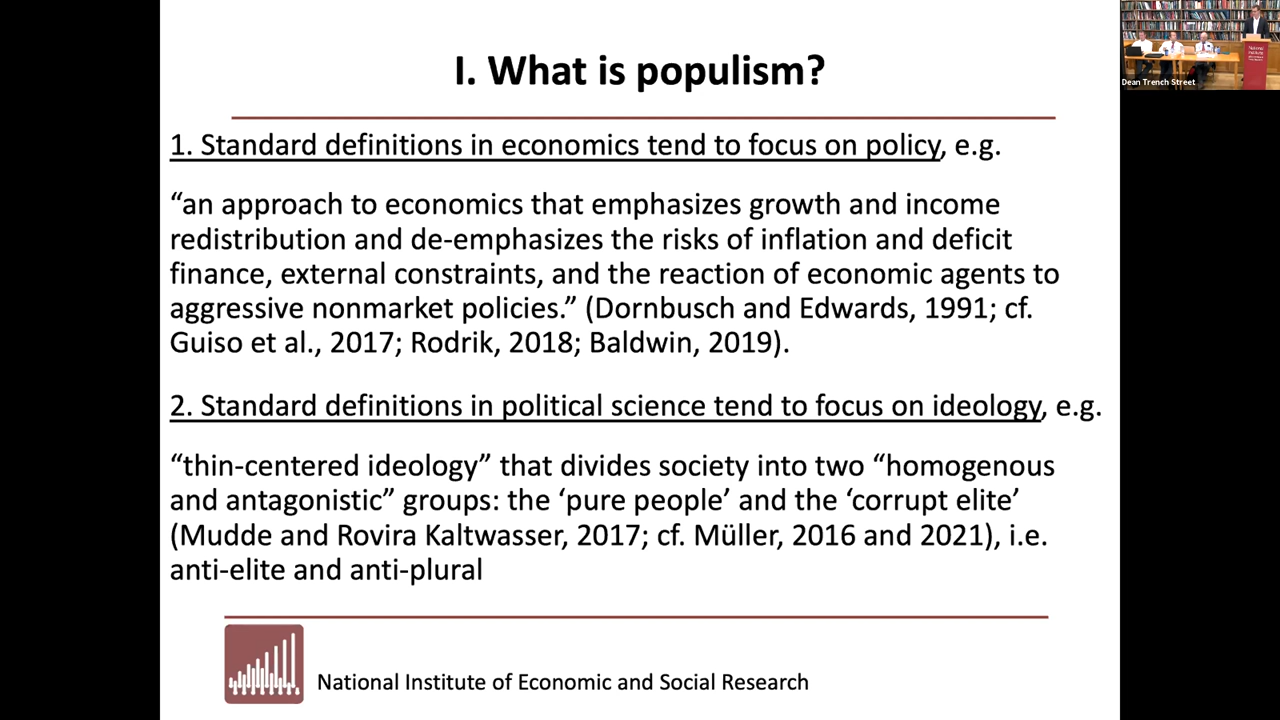 I. What is populism?
1. Standard definitions in economics tend to focus on policy, e.g.
“an approach to economics that emphasizes growth and income
redistribution and de-emphasizes the risks of inflation and deficit
finance, external constraints, and the reaction of economic agents to
aggressive nonmarket policies.” (Dornbusch and Edwards, 1991; cf.
Guiso et al., 2017; Rodrik, 2018; Baldwin, 2019).
2. Standard definitions in political science tend to focus on ideology, e.g.
“thin-centered ideology” that divides society into two “homogenous
and antagonistic” groups: the ‘pure people’ and the ‘corrupt elite’
(Mudde and Rovira Kaltwasser, 2017; cf. Müller, 2016 and 2021), i.e.
anti-elite and anti-plural
National Institute of Economic and Social Research
Dean Trench Street
National
Institute